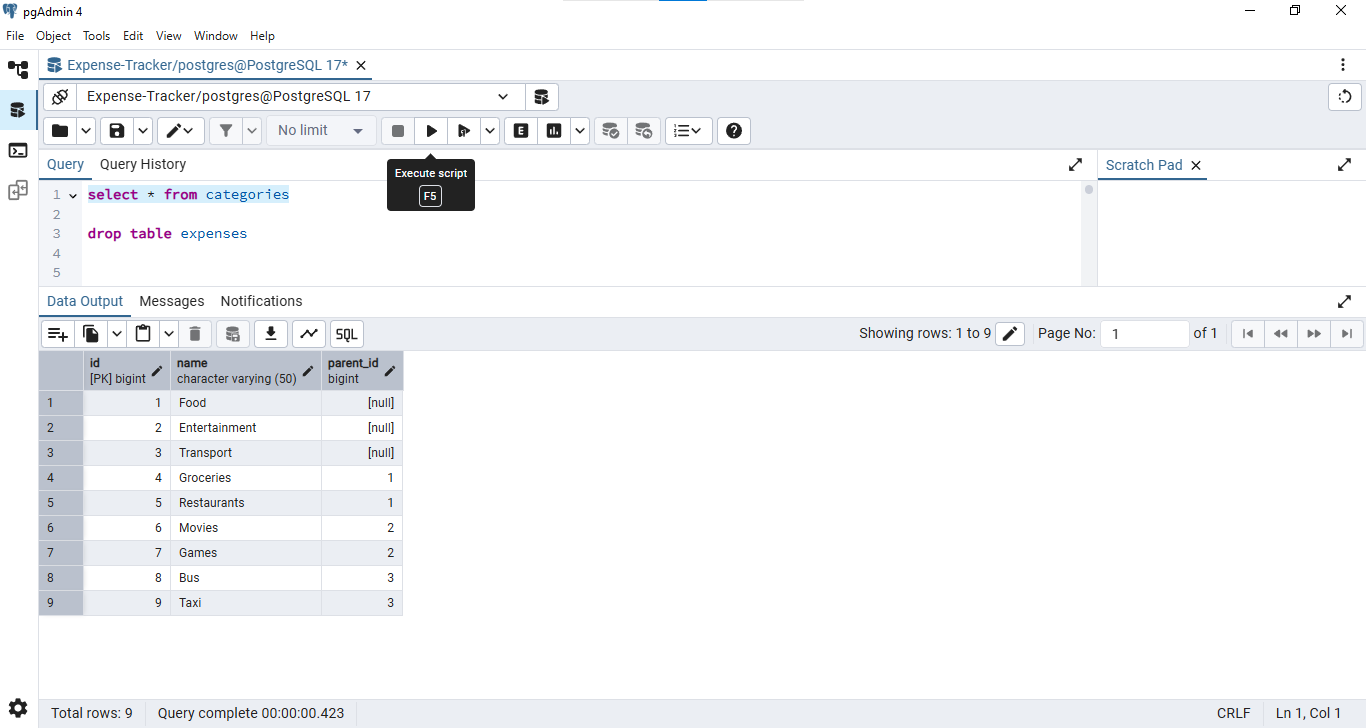 pgAdmin 4
File Object Tools Edit View Window Help
Expense-Tracker/postgres@PostgreSQL 17*
Expense-Tracker/postgres@PostgreSQL 17
No limit
E
Query Query History
Scratch Pad
Execute script
F5
1 select * from categories
2
3 drop table expenses
4
5
Data Output Messages Notifications
SQL
Showing rows: 1 to 9
Page No: 1 of 1
id name parent_id
[PK] bigint character varying (50) bigint
1 1 Food [null]
2 2 Entertainment [null]
3 3 Transport [null]
4 4 Groceries 1
5 5 Restaurants 1
6 6 Movies 2
7 7 Games 2
8 8 Bus 3
9 9 Taxi 3
Total rows: 9 Query complete 00:00:00.423 CRLF Ln 1, Col 1